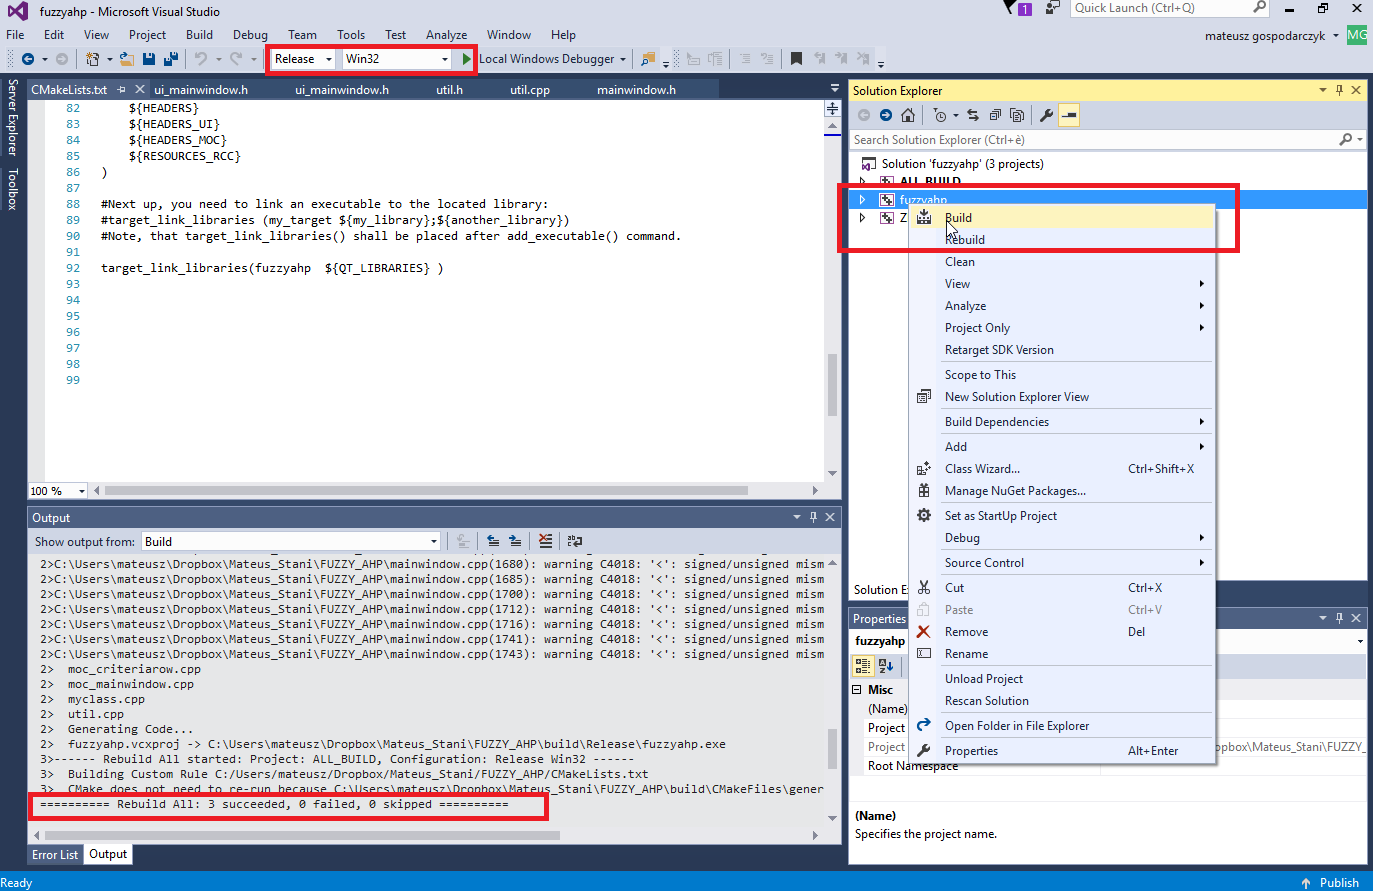 fuzzyahp - Microsoft Visual Studio
1
Quick Launch (Ctrl+Q)
File Edit View Project Build Debug Team Tools Test Analyze Window Help
mateusz gospodarczyk MG
Release Win32 Local Windows Debugger
Server Explorer
Toolbox
CMakeLists.txt ui_mainwindow.h ui_mainwindow.h util.h util.cpp mainwindow.h
82 ${HEADERS}
83 ${HEADERS_UI}
84 ${HEADERS_MOC}
85 ${RESOURCES_RCC}
86 )
87
88 #Next up, you need to link an executable to the located library:
89 #target_link_libraries (my_target ${my_library};${another_library})
90 #Note, that target_link_libraries() shall be placed after add_executable() command.
91
92 target_link_libraries(fuzzyahp ${QT_LIBRARIES} )
93
94
95
96
97
98
99
100 %
Output
Show output from: Build
2>C:\Users\mateusz\Dropbox\Mateus_Stani\FUZZY_AHP\mainwindow.cpp(1680): warning C4018: '<': signed/unsigned mism
2>C:\Users\mateusz\Dropbox\Mateus_Stani\FUZZY_AHP\mainwindow.cpp(1685): warning C4018: '<': signed/unsigned mism
2>C:\Users\mateusz\Dropbox\Mateus_Stani\FUZZY_AHP\mainwindow.cpp(1700): warning C4018: '<': signed/unsigned mism
2>C:\Users\mateusz\Dropbox\Mateus_Stani\FUZZY_AHP\mainwindow.cpp(1712): warning C4018: '<': signed/unsigned mism
2>C:\Users\mateusz\Dropbox\Mateus_Stani\FUZZY_AHP\mainwindow.cpp(1716): warning C4018: '<': signed/unsigned mism
2>C:\Users\mateusz\Dropbox\Mateus_Stani\FUZZY_AHP\mainwindow.cpp(1741): warning C4018: '<': signed/unsigned mism
2>C:\Users\mateusz\Dropbox\Mateus_Stani\FUZZY_AHP\mainwindow.cpp(1743): warning C4018: '<': signed/unsigned mism
2> moc_criteriarow.cpp
2> moc_mainwindow.cpp
2> myclass.cpp
2> util.cpp
2> Generating Code...
2> fuzzyahp.vcxproj -> C:\Users\mateusz\Dropbox\Mateus_Stani\FUZZY_AHP\build\Release\fuzzyahp.exe
3>------ Rebuild All started: Project: ALL_BUILD, Configuration: Release Win32 ------
3> Building Custom Rule C:/Users/mateusz/Dropbox/Mateus_Stani/FUZZY_AHP/CMakeLists.txt
3> CMake does not need to re-run because C:\Users\mateusz\Dropbox\Mateus_Stani\FUZZY_AHP\build\CMakeFiles\gener
========== Rebuild All: 3 succeeded, 0 failed, 0 skipped ==========
Error List Output
Solution Explorer
Search Solution Explorer (Ctrl+è)
Solution 'fuzzyahp' (3 projects)
ALL_BUILD
fuzzyahp
Z
Build
Rebuild
Clean
View
Analyze
Project Only
Retarget SDK Version
Scope to This
New Solution Explorer View
Build Dependencies
Add
Class Wizard... Ctrl+Shift+X
Manage NuGet Packages...
Set as StartUp Project
Debug
Source Control
Cut Ctrl+X
Paste Ctrl+V
Remove Del
Rename
Unload Project
Rescan Solution
Open Folder in File Explorer
Properties Alt+Enter
Solution E
Properties
fuzzyahp
Misc
(Name)
Project
Project opbox\Mateus_Stani\FUZZY_
Root Namespace
(Name)
Specifies the project name.
Ready
Publish